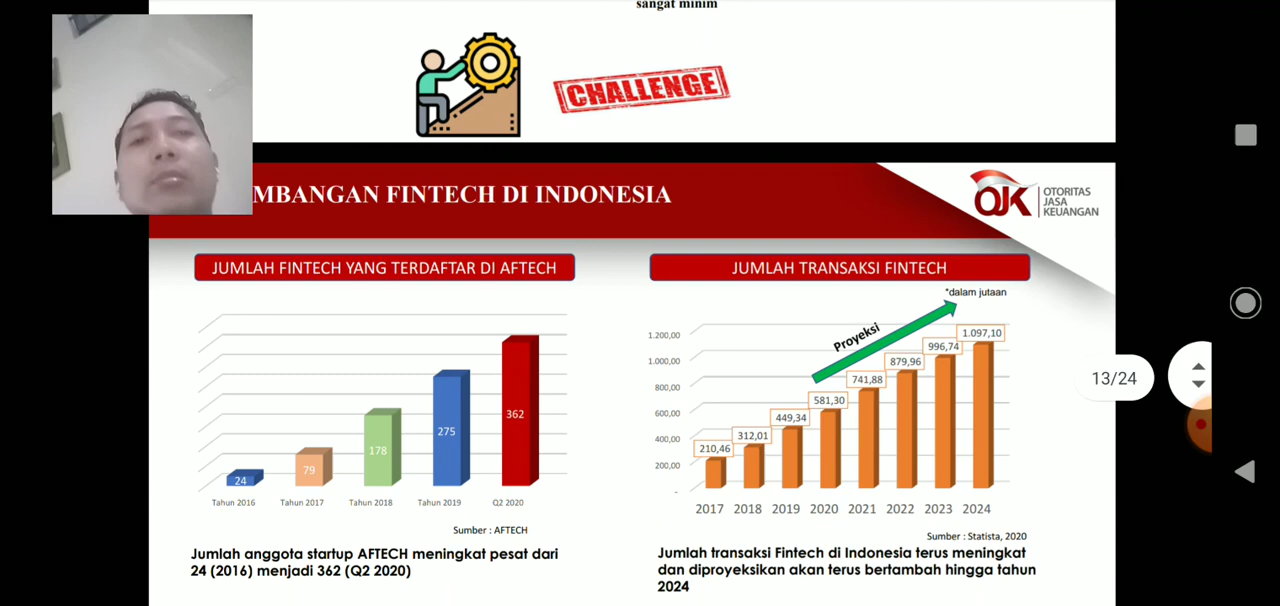 sangat minim
CHALLENGE
MBANGAN FINTECH DI INDONESIA
OJK
OTORITAS
JASA
KEUANGAN
JUMLAH FINTECH YANG TERDAFTAR DI AFTECH
24
79
178
275
362
Tahun 2016
Tahun 2017
Tahun 2018
Tahun 2019
Q2 2020
Sumber : AFTECH
Jumlah anggota startup AFTECH meningkat pesat dari
24 (2016) menjadi 362 (Q2 2020)
JUMLAH TRANSAKSI FINTECH
*dalam jutaan
Proyeksi
1.200,00
1.000,00
800,00
600,00
400,00
200,00
-
210,46
312,01
449,34
581,30
741,88
879,96
996,74
1.097,10
2017
2018
2019
2020
2021
2022
2023
2024
Sumber : Statista, 2020
Jumlah transaksi Fintech di Indonesia terus meningkat
dan diproyeksikan akan terus bertambah hingga tahun
2024
13/24